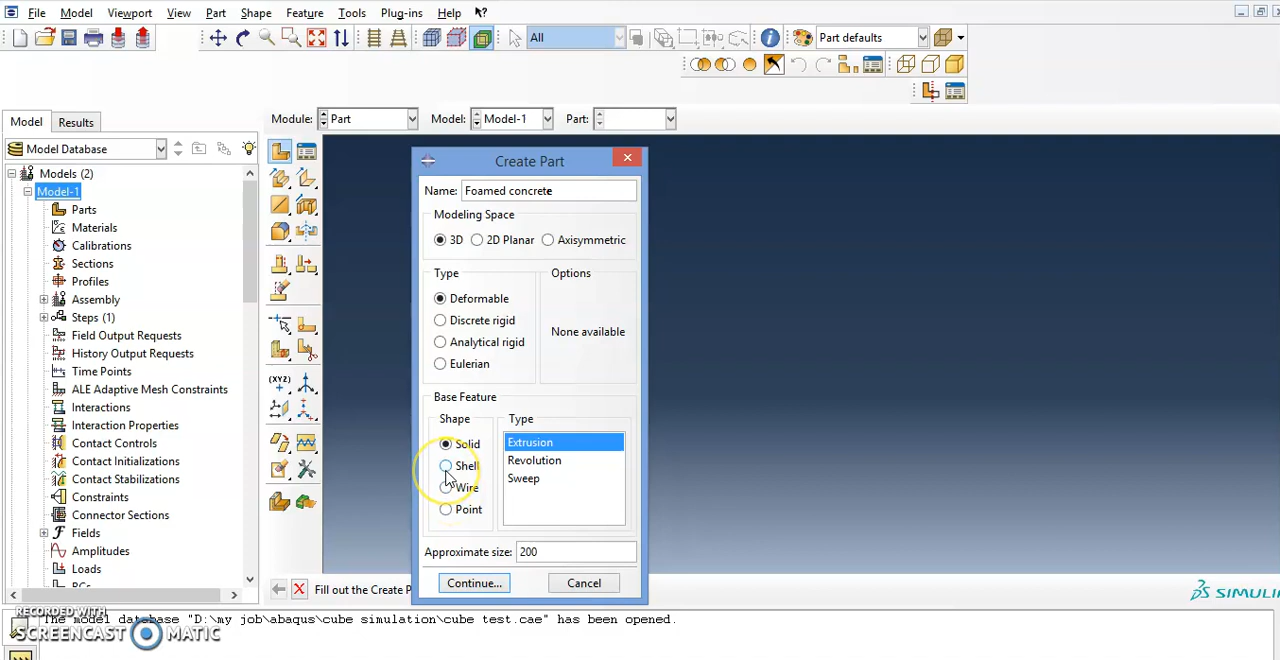 File Model Viewport View Part Shape Feature Tools Plug-ins Help
All
Part defaults
Model Results
Module: Part Model: Model-1 Part:
Model Database
Models (2)
Model-1
Parts
Materials
Calibrations
Sections
Profiles
Assembly
Steps (1)
Field Output Requests
History Output Requests
Time Points
ALE Adaptive Mesh Constraints
Interactions
Interaction Properties
Contact Controls
Contact Initializations
Contact Stabilizations
Constraints
Connector Sections
Fields
Amplitudes
Loads
BCs
(XYZ)
Create Part
Name: Foamed concrete
Modeling Space
3D 2D Planar Axisymmetric
Type
Deformable
Discrete rigid
Analytical rigid
Eulerian
Options
None available
Base Feature
Shape
Solid
Shell
Wire
Point
Type
Extrusion
Revolution
Sweep
Approximate size: 200
Continue... Cancel
Fill out the Create P
SIMULI
The model database "D:\my job\abaqus\cube simulation\cube test.cae" has been opened.
RECORDED WITH
SCREENCAST MATIC